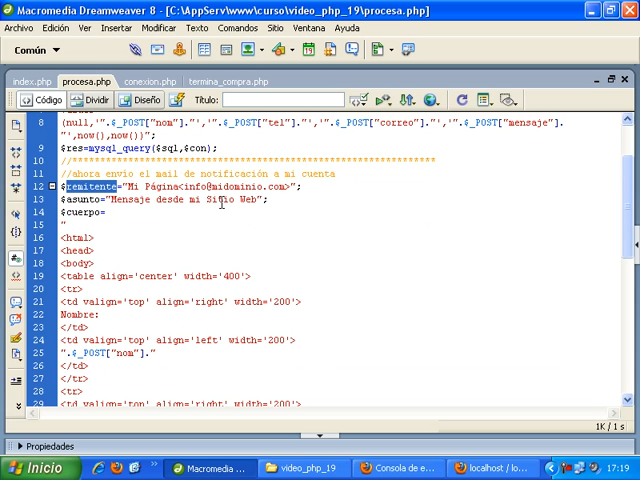 Macromedia Dreamweaver 8 - [C:\AppServ\www\curso\video_php_19\procesa.php]
Archivo Edición Ver Insertar Modificar Texto Comandos Sitio Ventana Ayuda
Común
index.php procesa.php conexion.php termina_compra.php
Código Dividir Diseño Título:
8 (null,'".$_POST["nom"]."','".$_POST["tel"]."','".$_POST["correo"]."','".$_POST["mensaje"].
"',now(),now())";
9 $res=mysql_query($sql,$con);
10 //*******************************************************************
11 //ahora envío el mail de notificación a mi cuenta
12 $remitente="Mi Página<info@midominio.com>";
13 $asunto="Mensaje desde mi Sitio Web";
14 $cuerpo=
15 "
16 <html>
17 <head>
18 <body>
19 <table align='center' width='400'>
20 <tr>
21 <td valign='top' align='right' width='200'>
22 Nombre:
23 </td>
24 <td valign='top' align='left' width='200'>
25 ".$_POST["nom"]."
26 </td>
27 </tr>
28 <tr>
29 <td valign='top' align='right' width='200'>
1K / 1 s
Propiedades
Inicio Macromedia ... video_php_19 Consola de e... localhost / lo... 17:19